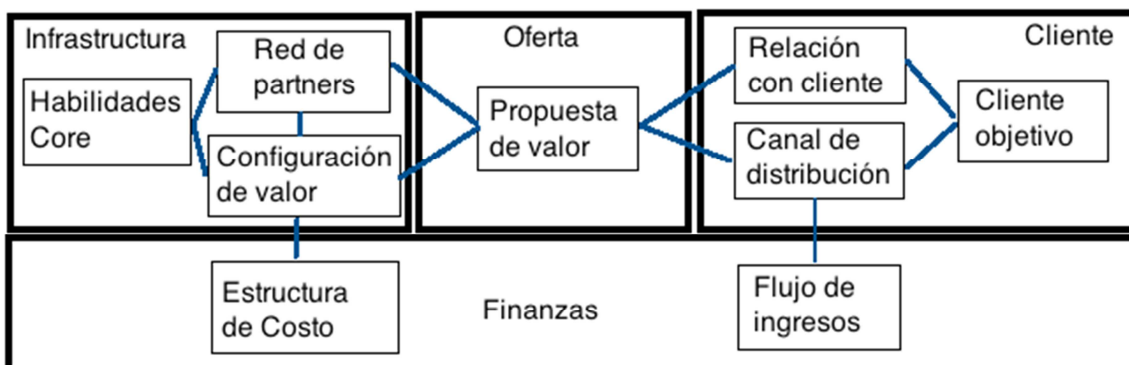 Infrastructura
Habilidades
Core
Red de
partners
Configuración
de valor
Oferta
Propuesta
de valor
Cliente
Relación
con cliente
Canal de
distribución
Cliente
objetivo
Estructura
de Costo
Finanzas
Flujo de
ingresos